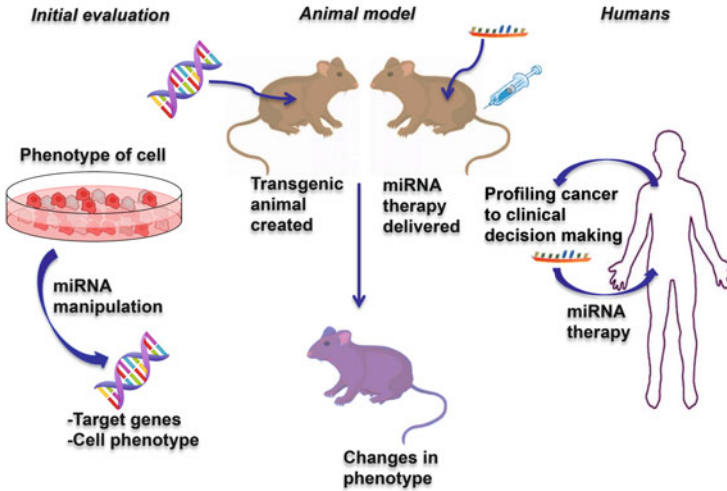 Initial evaluation
Animal model
Humans
Phenotype of cell
miRNA
manipulation
-Target genes
-Cell phenotype
Transgenic
animal
created
miRNA
therapy
delivered
Changes in
phenotype
Profiling cancer
to clinical
decision making
miRNA
therapy